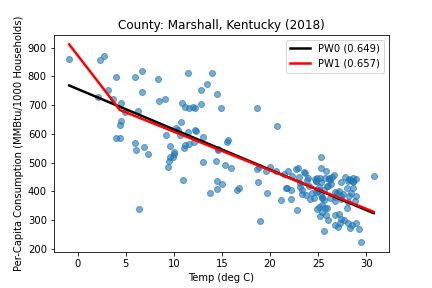 County: Marshall, Kentucky (2018)
Per-Capita Consumption (MMBtu/1000 Households)
900
800
700
600
500
400
300
200
PW0 (0.649)
PW1 (0.657)
0 5 10 15 20 25 30
Temp (deg C)